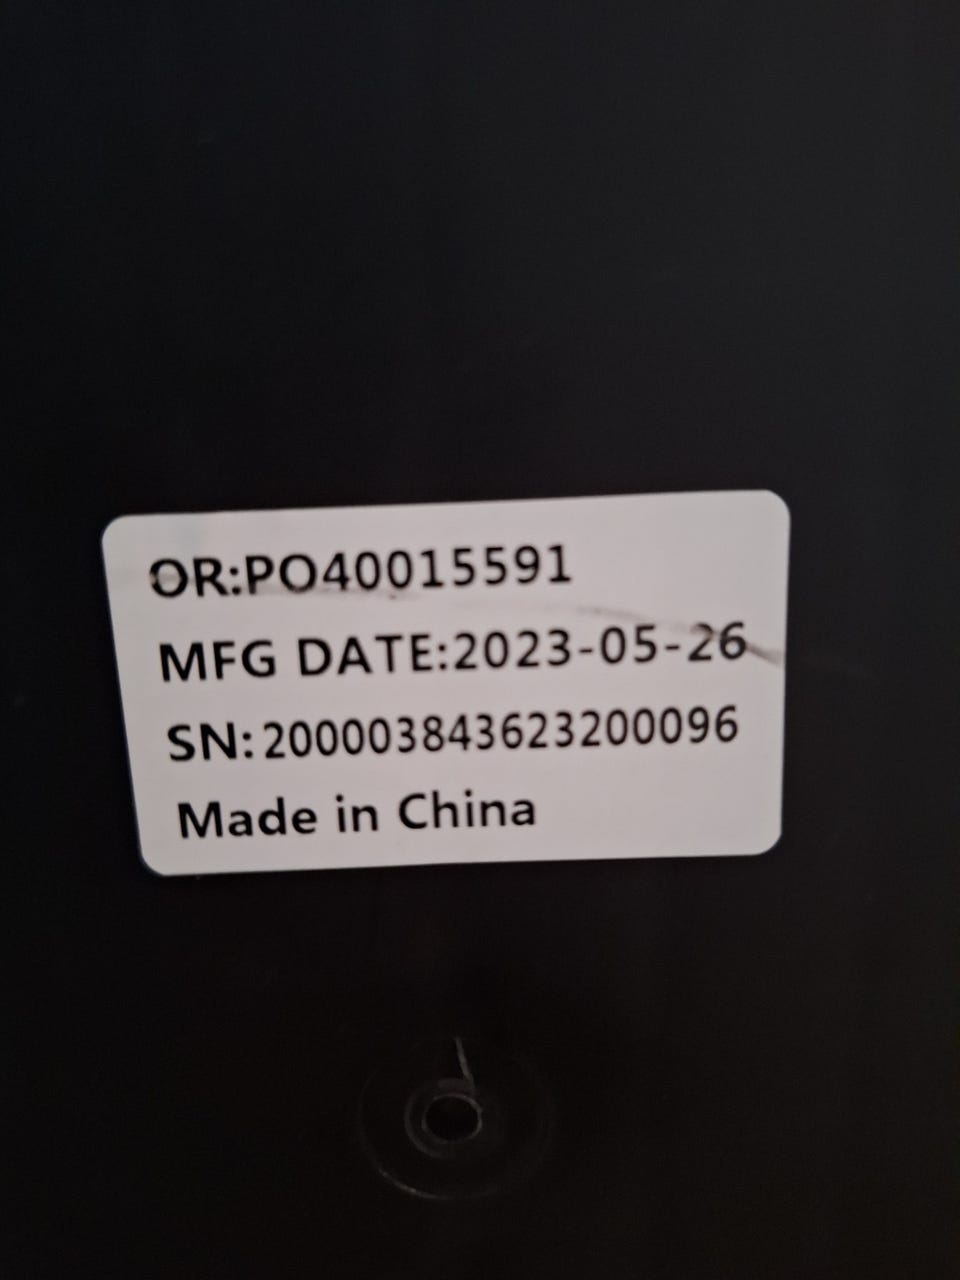 OR:PO40015591
MFG DATE:2023-05-26
SN:200003843623200096
Made in China